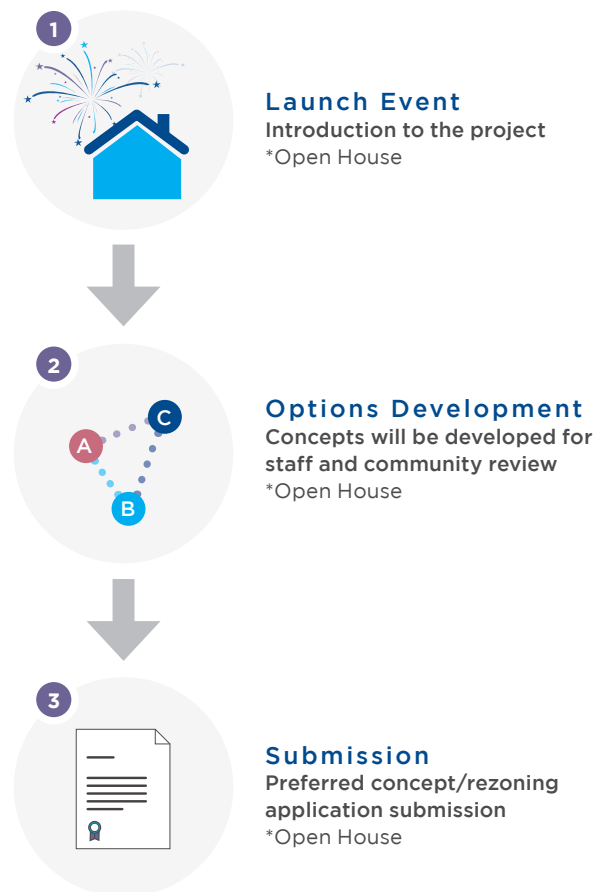 1
Launch Event
Introduction to the project
*Open House
2
C
A
B
Options Development
Concepts will be developed for
staff and community review
*Open House
3
Submission
Preferred concept/rezoning
application submission
*Open House